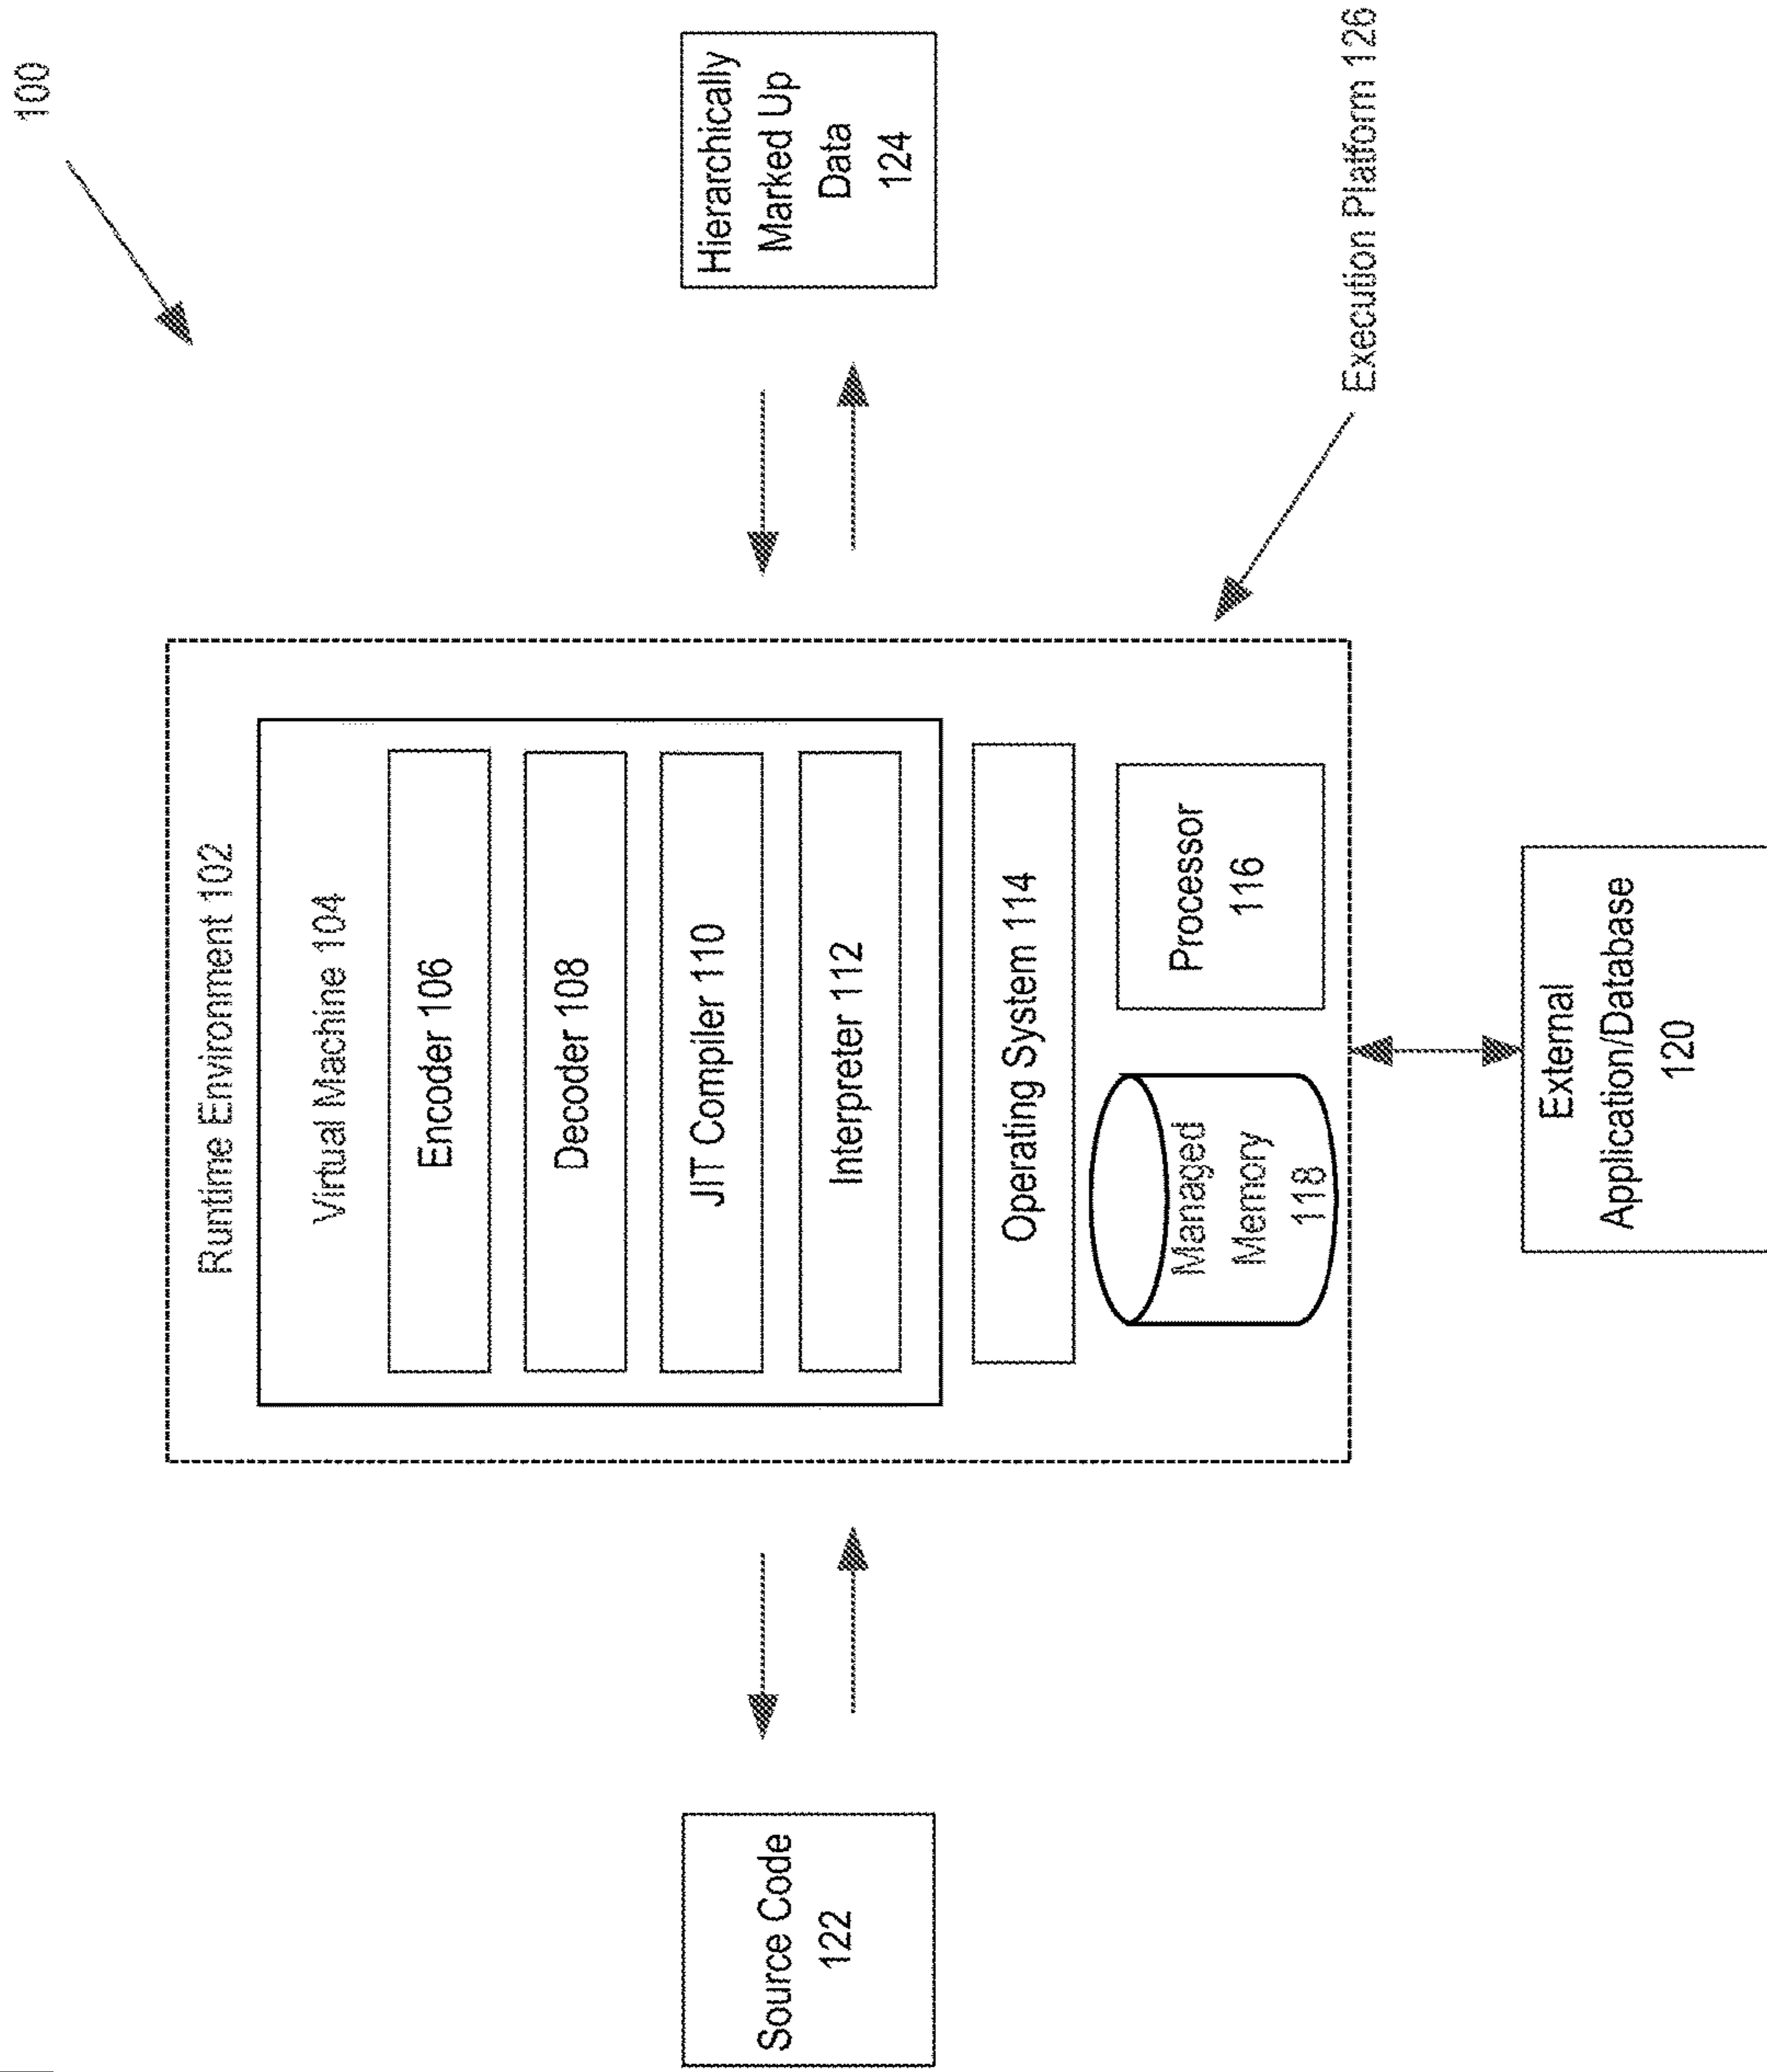 100
Runtime Environment 102
Virtual Machine 104
Encoder 106
Decoder 108
JIT Compiler 110
Interpreter 112
Operating System 114
Managed
Memory
118
Processor
116
Source Code
122
Hierarchically
Marked Up
Data
124
Execution Platform 126
External
Application/Database
120